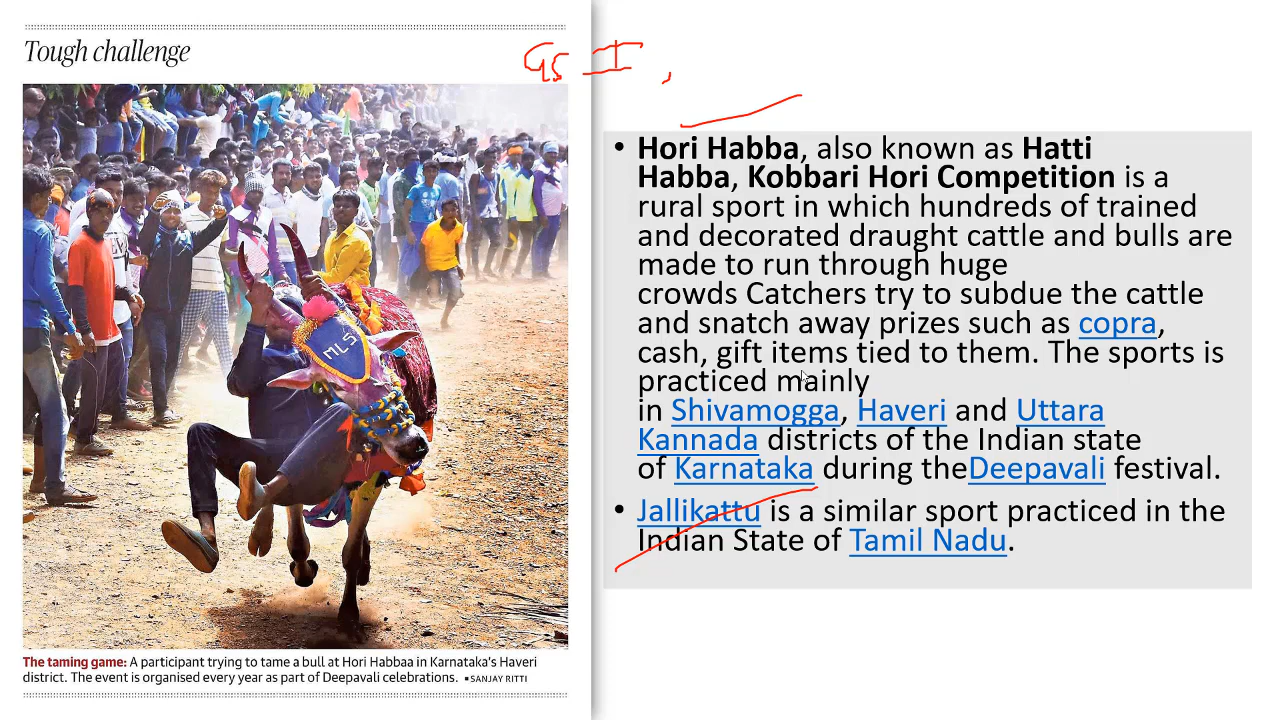 Tough challenge
GS I,
MLS
The taming game: A participant trying to tame a bull at Hori Habbaa in Karnataka's Haveri
district. The event is organised every year as part of Deepavali celebrations. ▪SANJAY RITTI
• Hori Habba, also known as Hatti
Habba, Kobbari Hori Competition is a
rural sport in which hundreds of trained
and decorated draught cattle and bulls are
made to run through huge
crowds Catchers try to subdue the cattle
and snatch away prizes such as copra,
cash, gift items tied to them. The sports is
practiced mainly
in Shivamogga, Haveri and Uttara
Kannada districts of the Indian state
of Karnataka during theDeepavali festival.
• Jallikattu is a similar sport practiced in the
Indian State of Tamil Nadu.